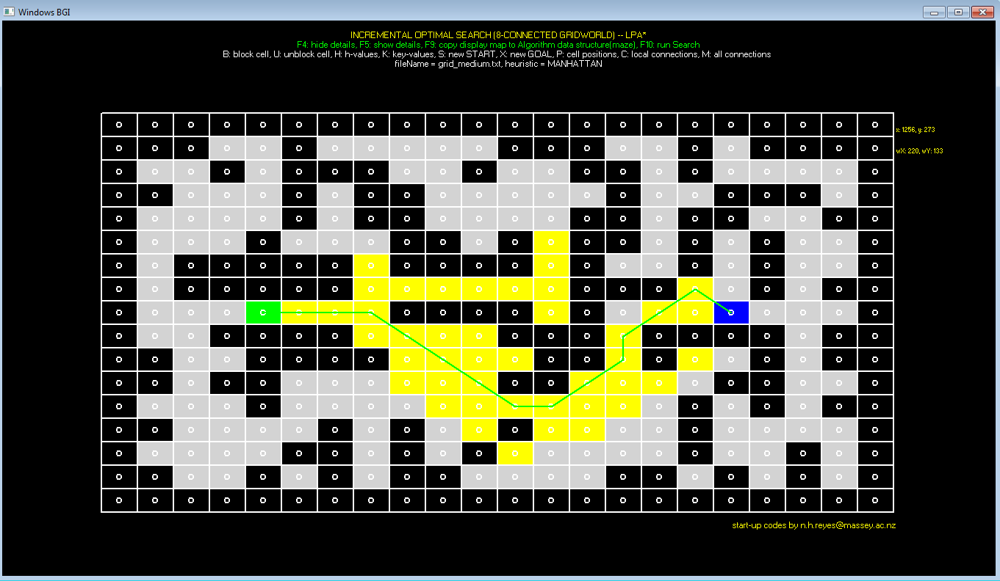 Windows BGI
INCREMENTAL OPTIMAL SEARCH (8-CONNECTED GRIDWORLD) -- LPA*
F4: hide details, F5: show details, F9: copy display map to Algorithm data structure(maze), F10: run Search
B: block cell, U: unblock cell, H: h-values, K: key-values, S: new START, X: new GOAL, P: cell positions, C: local connections, M: all connections
fileName = grid_medium.txt, heuristic = MANHATTAN
x: 1256, y: 273
wX: 220, wY: 133
start-up codes by n.h.reyes@massey.ac.nz